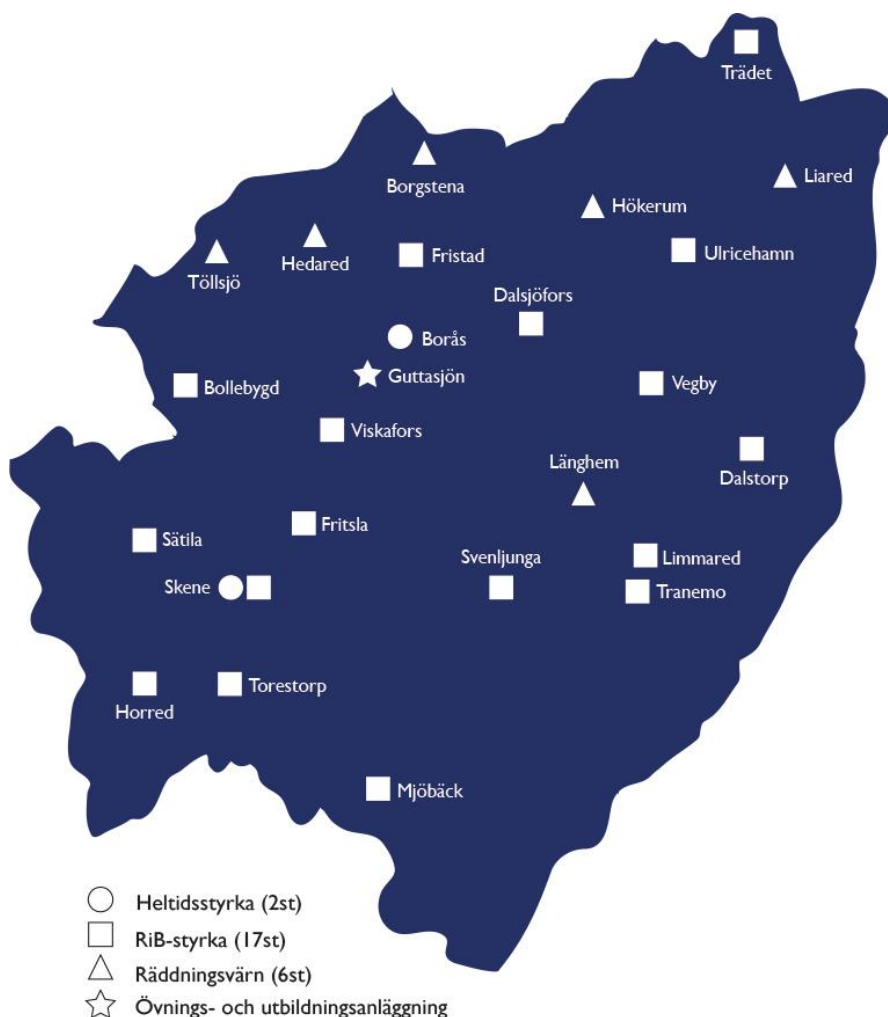 Trädet
Liared
Borgstena
Hökerum
Hedared
Fristad
Ulricehamn
Töllsjö
Dalsjöfors
Borås
Guttasjön
Bollebygd
Vegby
Viskafors
Länghem
Dalstorp
Fritsla
Sätila
Svenljunga
Limmared
Skene
Tranemo
Horred
Torestorp
Mjöbäck
Heltidsstyrka (2st)
RiB-styrka (17st)
Räddningsvärn (6st)
Övnings- och utbildningsanläggning